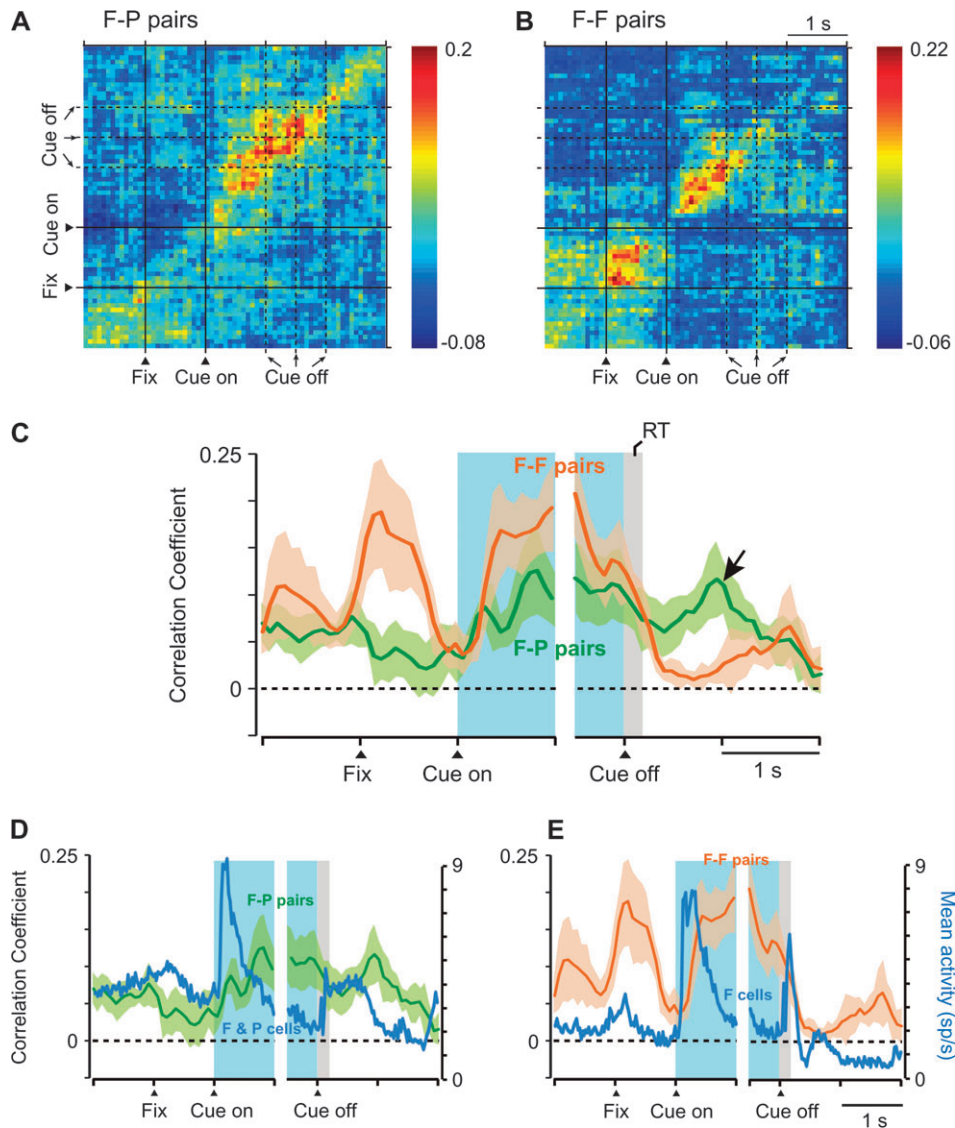 A F-P pairs
0.2
-0.08
Cue off
Cue on
Fix
Fix Cue on Cue off
B F-F pairs
1 s
0.22
-0.06
Fix Cue on Cue off
C
RT
0.25
F-F pairs
Correlation Coefficient
F-P pairs
0
Fix Cue on Cue off
1 s
D
0.25
9
F-P pairs
Correlation Coefficient
F & P cells
0
0
Fix Cue on Cue off
E
0.25
9
F-F pairs
Mean activity (sp/s)
F cells
0
0
Fix Cue on Cue off
1 s